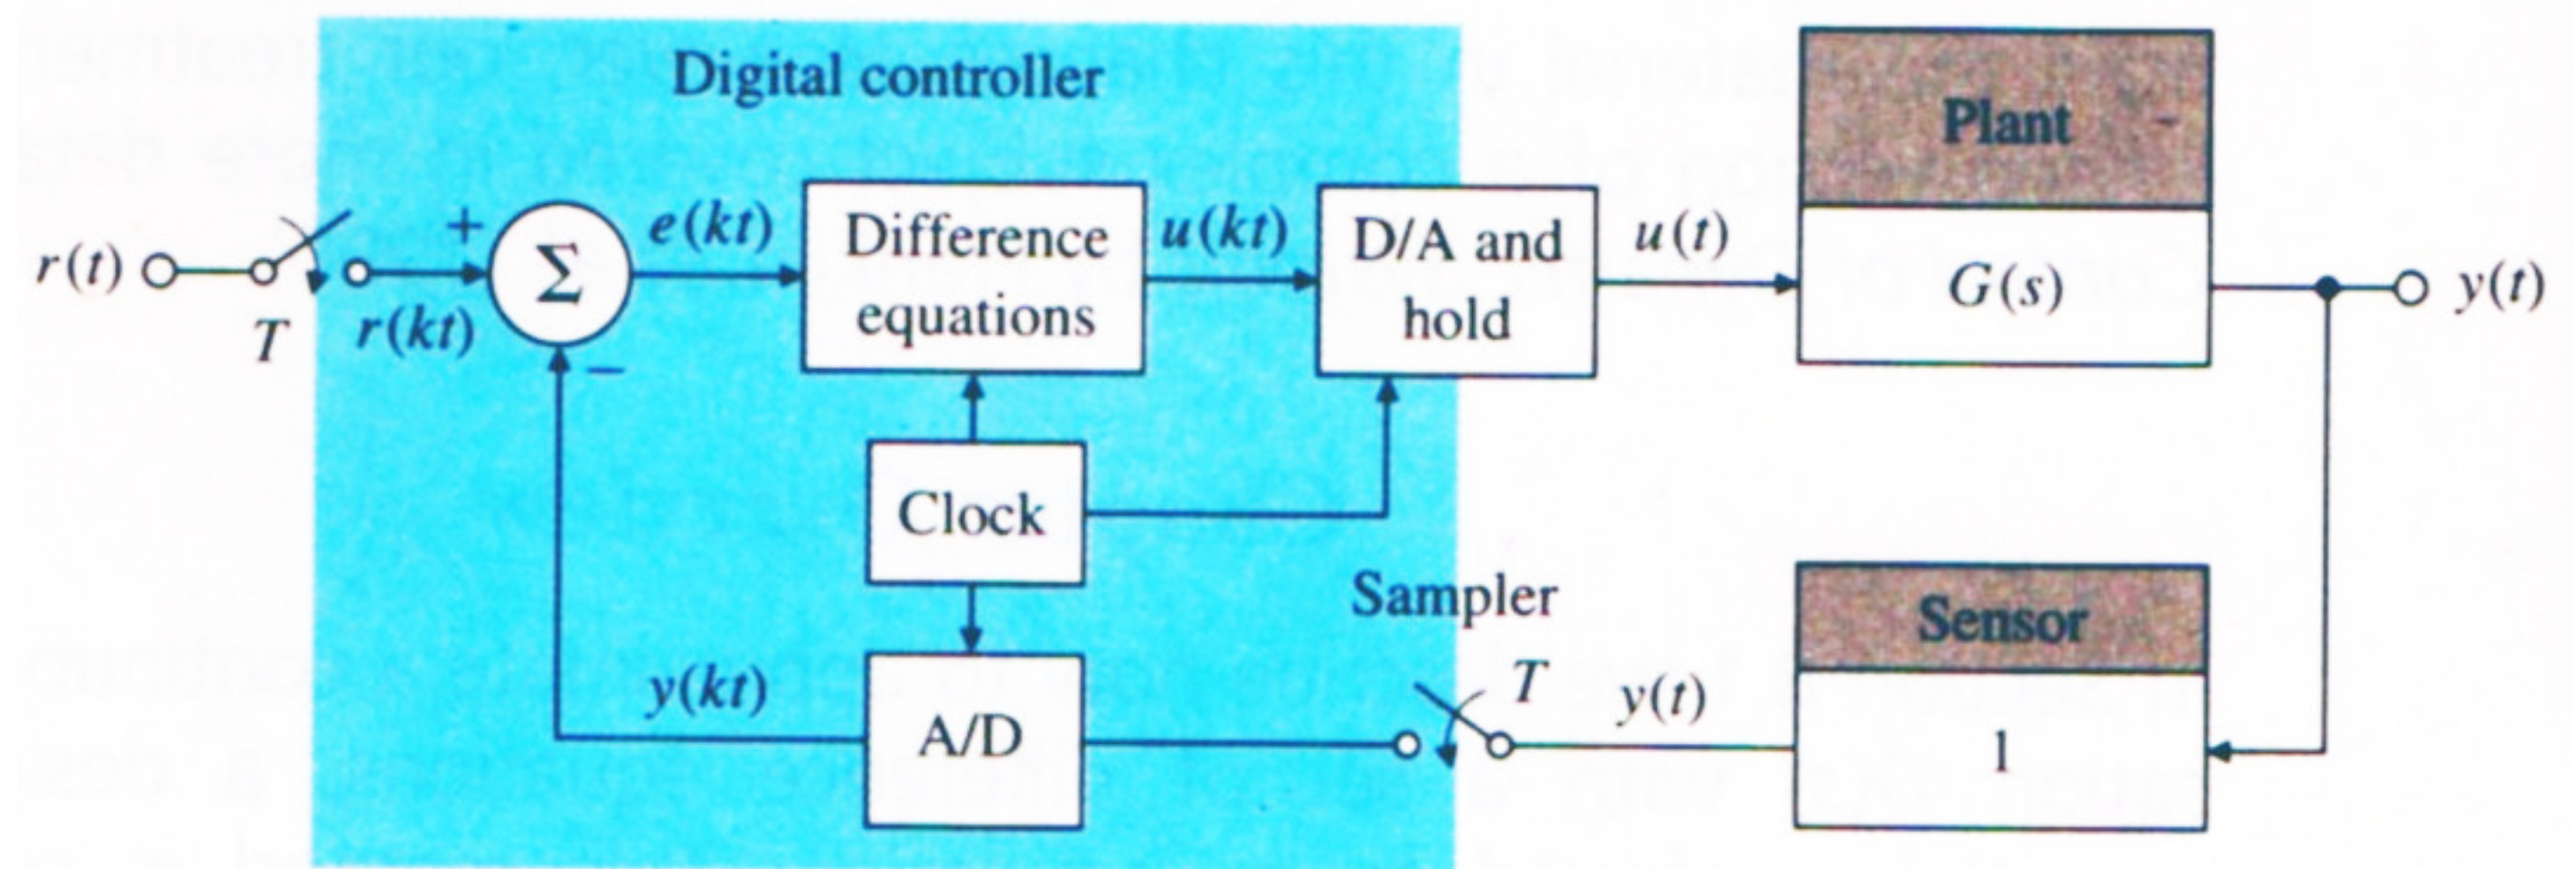 Digital controller
Plant
r(t)
T
r(kt)
+
Σ
−
e(kt)
Difference
equations
u(kt)
D/A and
hold
u(t)
G(s)
y(t)
Clock
Sampler
T
Sensor
y(kt)
A/D
y(t)
1